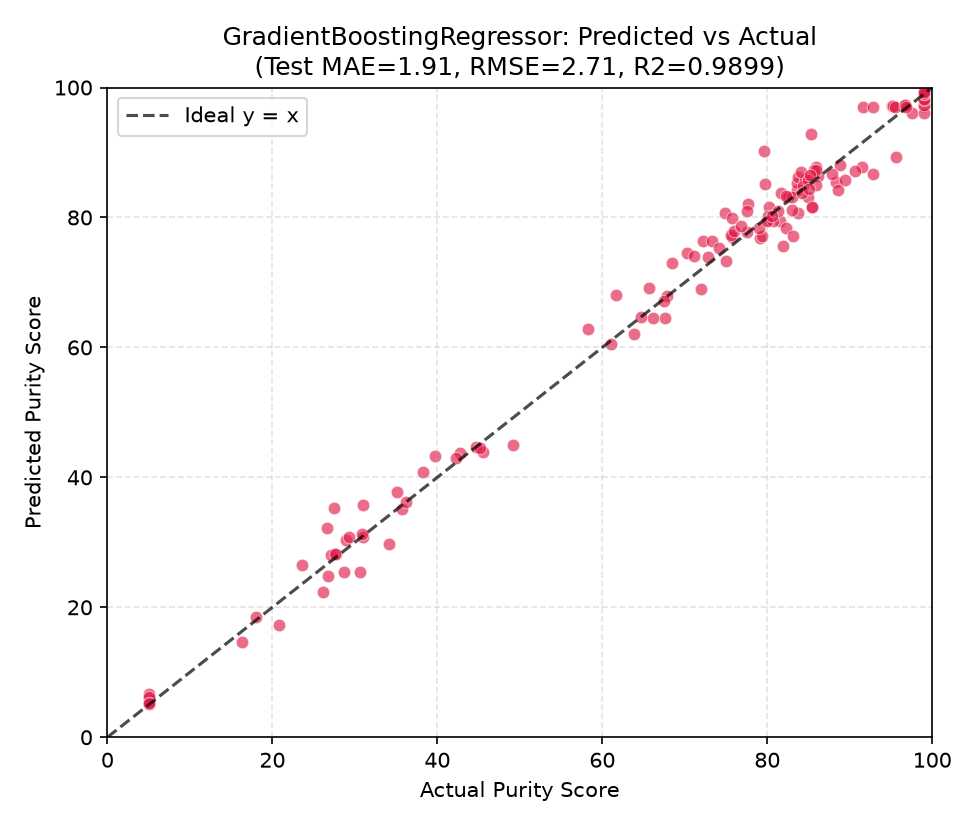 GradientBoostingRegressor: Predicted vs Actual
(Test MAE=1.91, RMSE=2.71, R2=0.9899)
Ideal y = x
Predicted Purity Score
100
80
60
40
20
0
0 20 40 60 80 100
Actual Purity Score